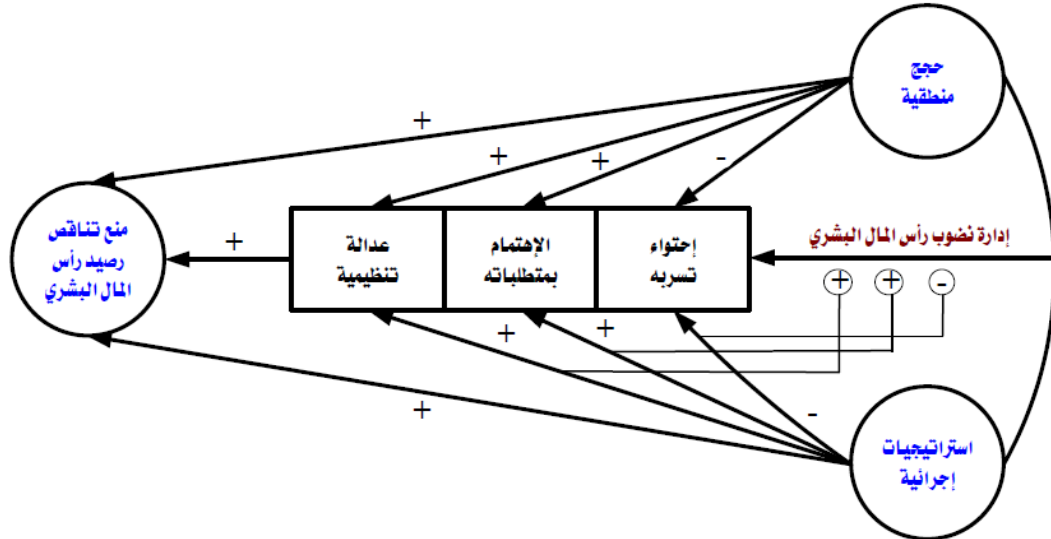 حجج
منطقية
+
+
+
-
إدارة نضوب رأس المال البشري
إحتواء
تسربه
الإهتمام
بمتطلباته
عدالة
تنظيمية
+
منع تناقص
رصيد رأس
المال البشري
- + +
+
+
-
+
استراتيجيات
إجرائية